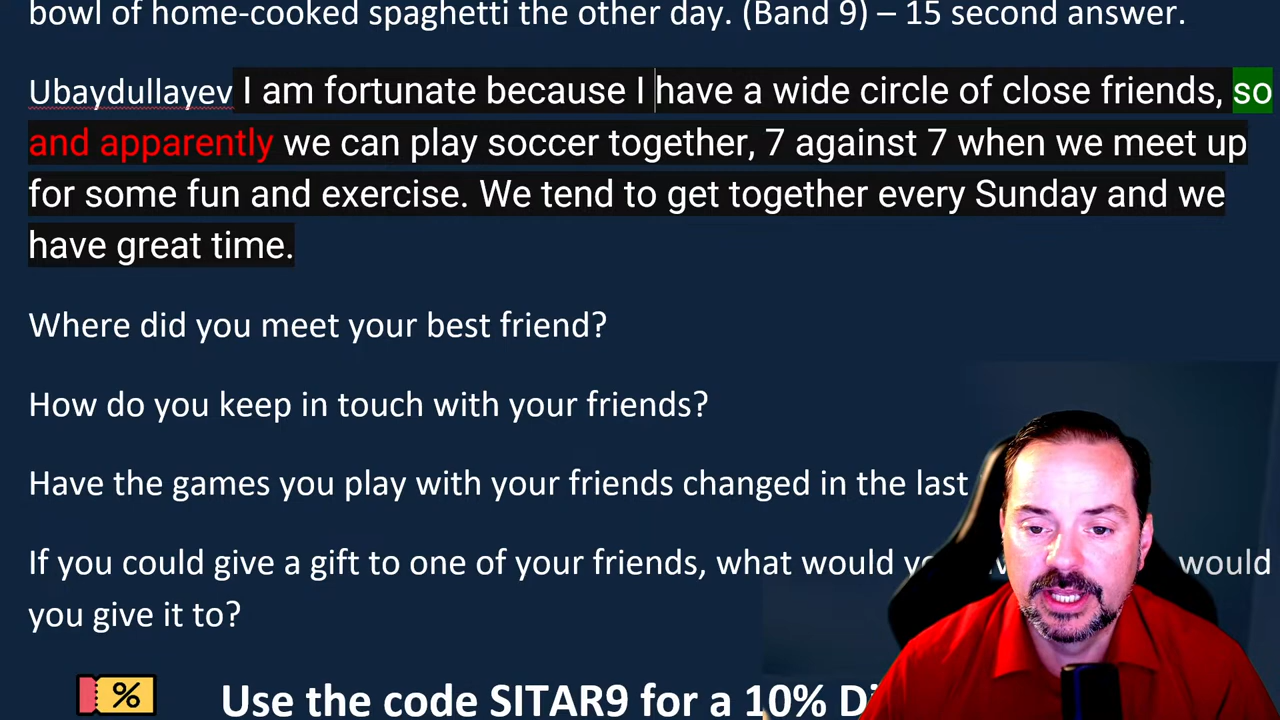 bowl of home-cooked spaghetti the other day. (Band 9) – 15 second answer.
Ubaydullayev I am fortunate because I have a wide circle of close friends, so
and apparently we can play soccer together, 7 against 7 when we meet up
for some fun and exercise. We tend to get together every Sunday and we
have great time.
Where did you meet your best friend?
How do you keep in touch with your friends?
Have the games you play with your friends changed in the last
If you could give a gift to one of your friends, what would would
you give it to?
% Use the code SITAR9 for a 10%